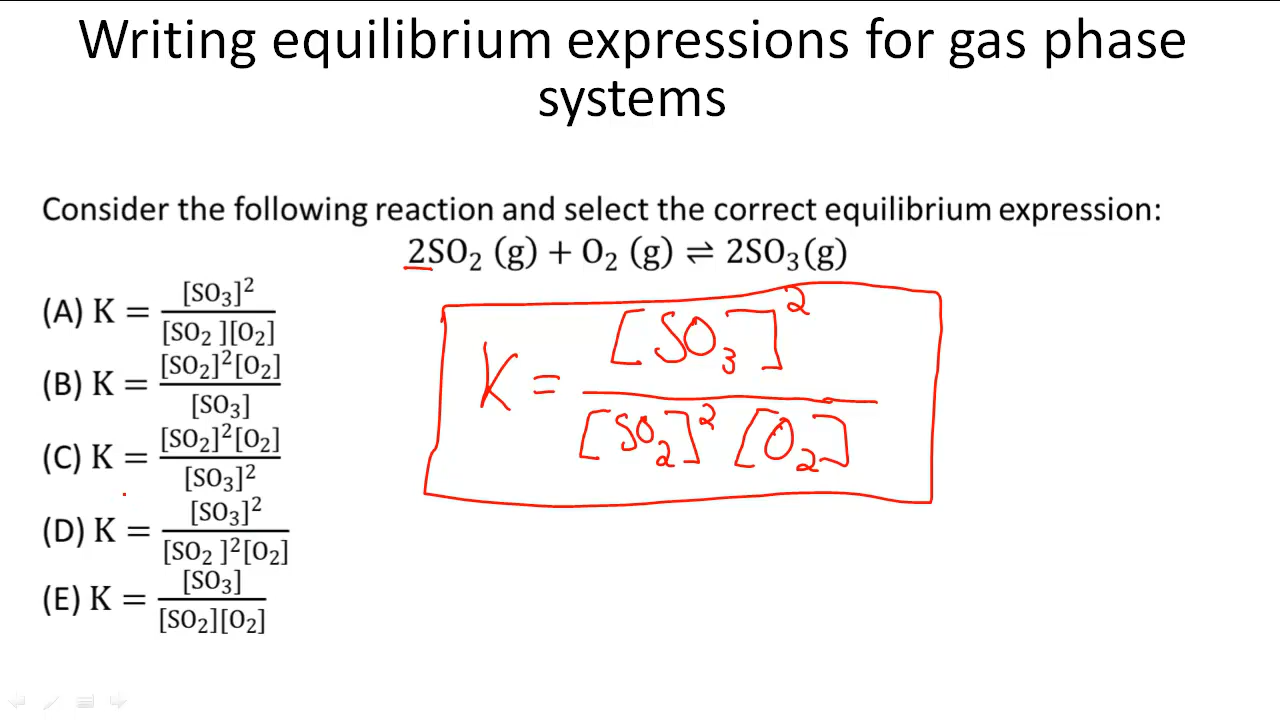 Writing equilibrium expressions for gas phase
systems
Consider the following reaction and select the correct equilibrium expression:
2SO₂ (g) + O₂ (g) ⇌ 2SO₃(g)
(A) K = [SO₃]² / [SO₂ ][O₂]
(B) K = [SO₂]²[O₂] / [SO₃]
(C) K = [SO₂]²[O₂] / [SO₃]²
(D) K = [SO₃]² / [SO₂ ]²[O₂]
(E) K = [SO₃] / [SO₂][O₂]
K = [SO₃]² / [SO₂]² [O₂]